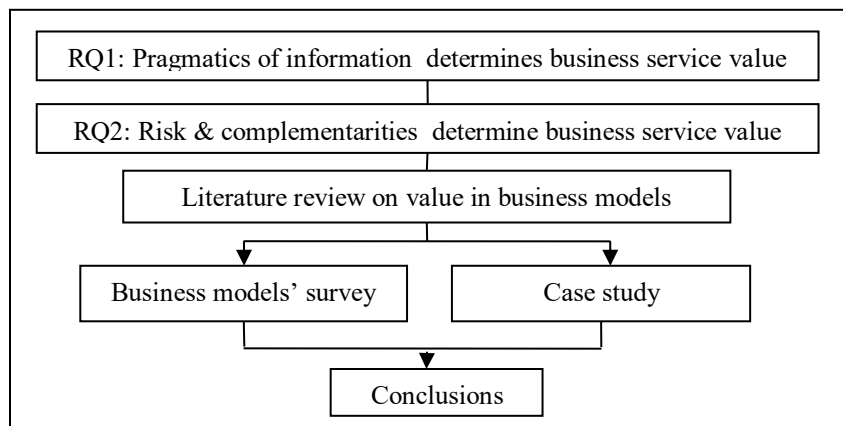 RQ1: Pragmatics of information determines business service value
RQ2: Risk & complementarities determine business service value
Literature review on value in business models
Business models’ survey
Case study
Conclusions